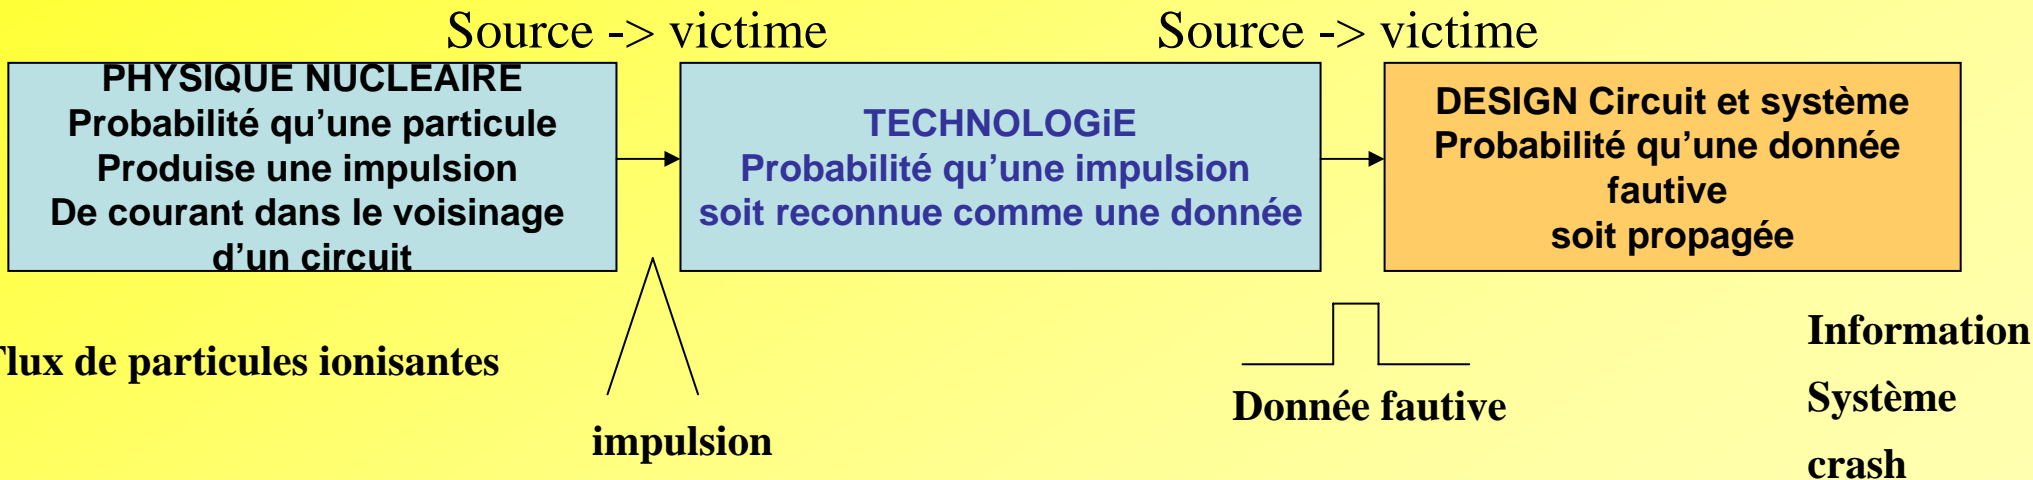 Source -> victime
Source -> victime
PHYSIQUE NUCLEAIRE
Probabilité qu'une particule
Produise une impulsion
De courant dans le voisinage
d'un circuit
TECHNOLOGiE
Probabilité qu'une impulsion
soit reconnue comme une donnée
DESIGN Circuit et système
Probabilité qu'une donnée
fautive
soit propagée
Flux de particules ionisantes
impulsion
Donnée fautive
Information
Système
crash